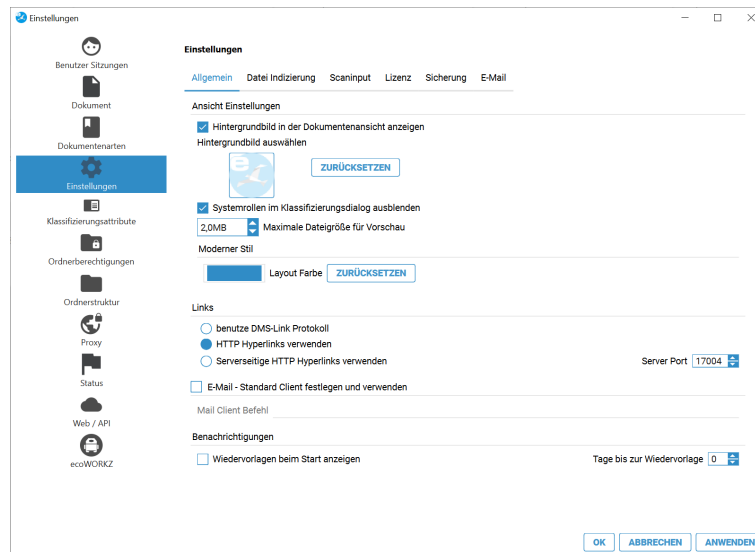 Einstellungen
Benutzer Sitzungen
Dokument
Dokumentenarten
Einstellungen
Klassifizierungsattribute
Ordnerberechtigungen
Ordnerstruktur
Proxy
Status
Web / API
ecoWORKZ
Einstellungen
Allgemein Datei Indizierung Scaninput Lizenz Sicherung E-Mail
Ansicht Einstellungen
Hintergrundbild in der Dokumentenansicht anzeigen
Hintergrundbild auswählen
ZURÜCKSETZEN
Systemrollen im Klassifizierungsdialog ausblenden
2,0MB Maximale Dateigröße für Vorschau
Moderner Stil
Layout Farbe ZURÜCKSETZEN
Links
benutze DMS-Link Protokoll
HTTP Hyperlinks verwenden
Serverseitige HTTP Hyperlinks verwenden Server Port 17004
E-Mail - Standard Client festlegen und verwenden
Mail Client Befehl
Benachrichtigungen
Wiedervorlagen beim Start anzeigen Tage bis zur Wiedervorlage 0
OK ABBRECHEN ANWENDEN